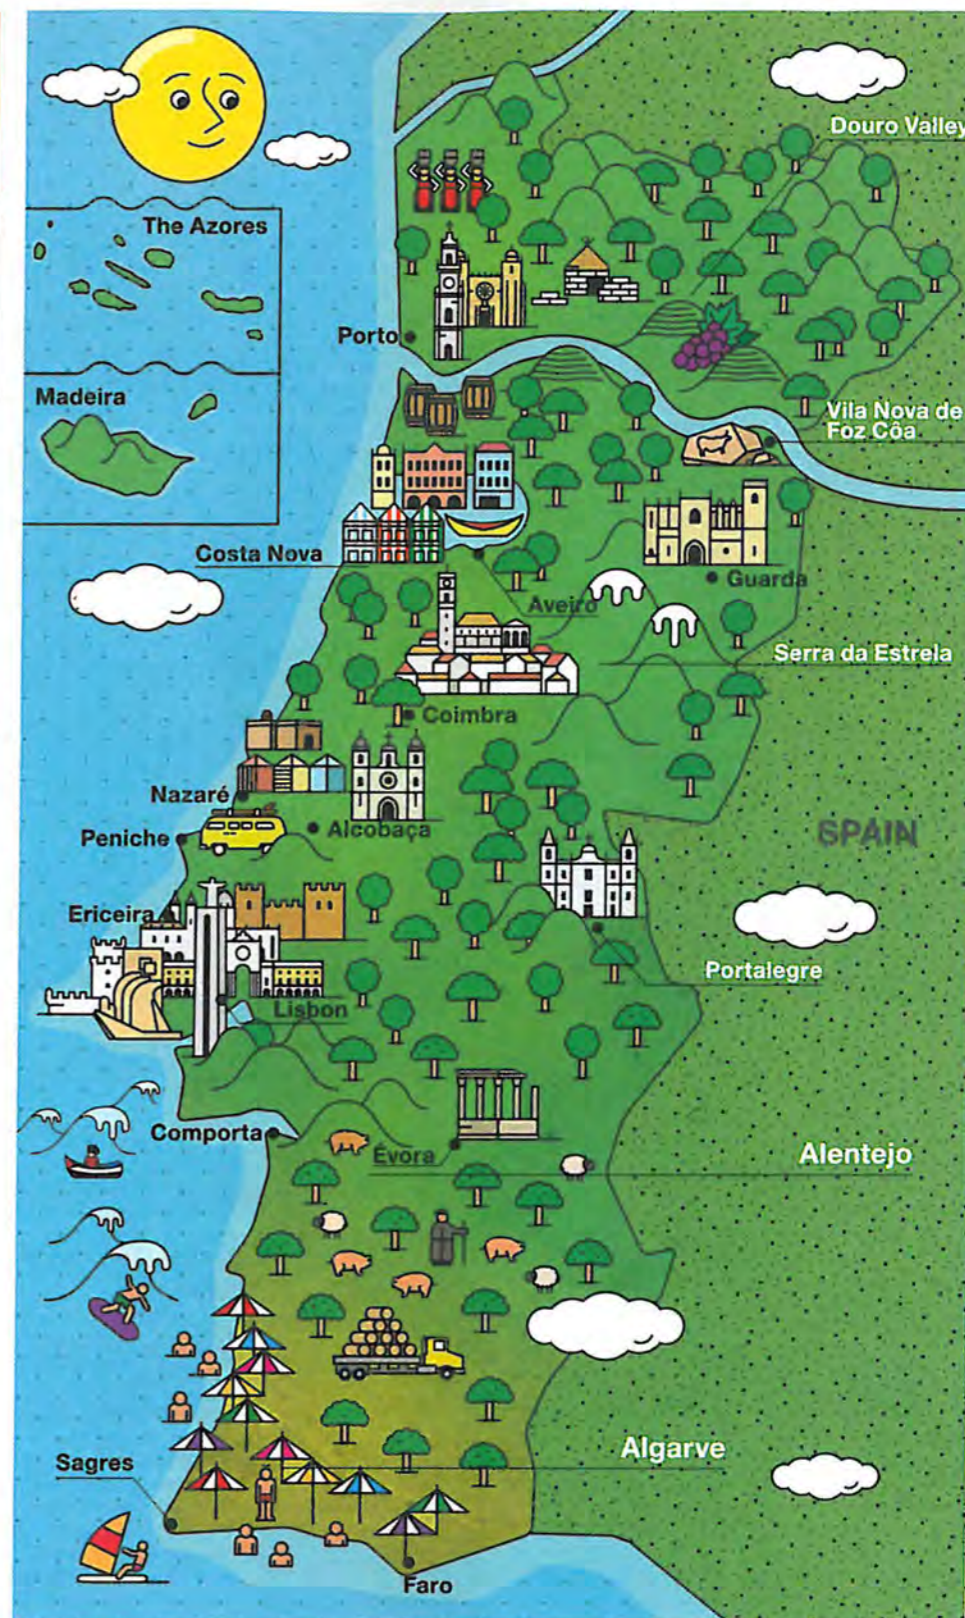 Douro Valley
The Azores
Porto
Madeira
Vila Nova de
Foz Côa
Costa Nova
Guarda
Aveiro
Serra da Estrela
Coimbra
Nazaré
Alcobaça
Peniche
SPAIN
Ericeira
Portalegre
Lisbon
Comporta
Évora
Alentejo
Algarve
Sagres
Faro